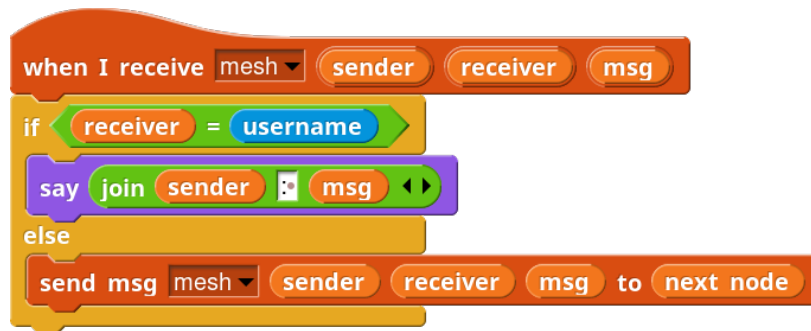 when I receive mesh sender receiver msg
if receiver = username
say join sender : msg
else
send msg mesh sender receiver msg to next node